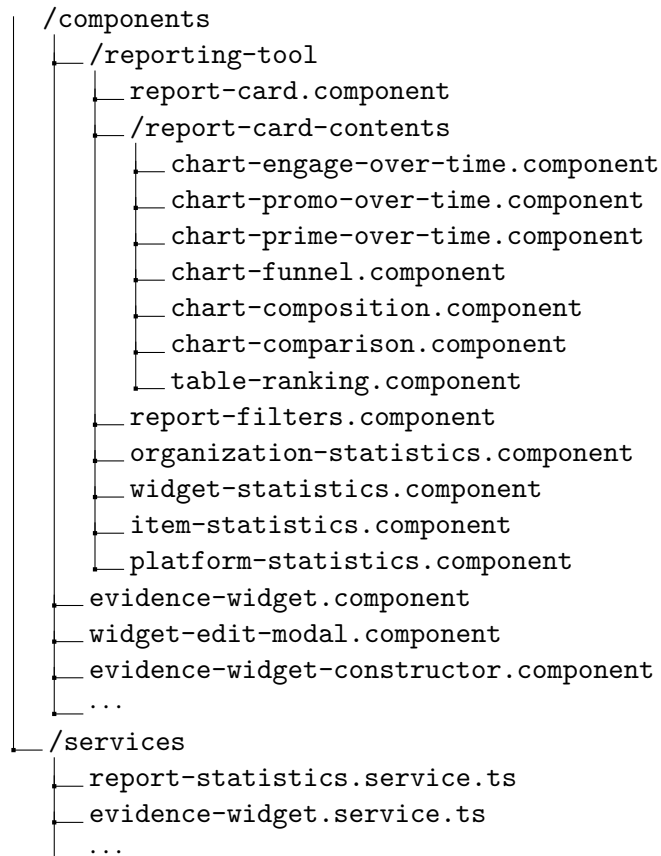 /components
/reporting-tool
report-card.component
/report-card-contents
chart-engage-over-time.component
chart-promo-over-time.component
chart-prime-over-time.component
chart-funnel.component
chart-composition.component
chart-comparison.component
table-ranking.component
report-filters.component
organization-statistics.component
widget-statistics.component
item-statistics.component
platform-statistics.component
evidence-widget.component
widget-edit-modal.component
evidence-widget-constructor.component
...
/services
report-statistics.service.ts
evidence-widget.service.ts
...